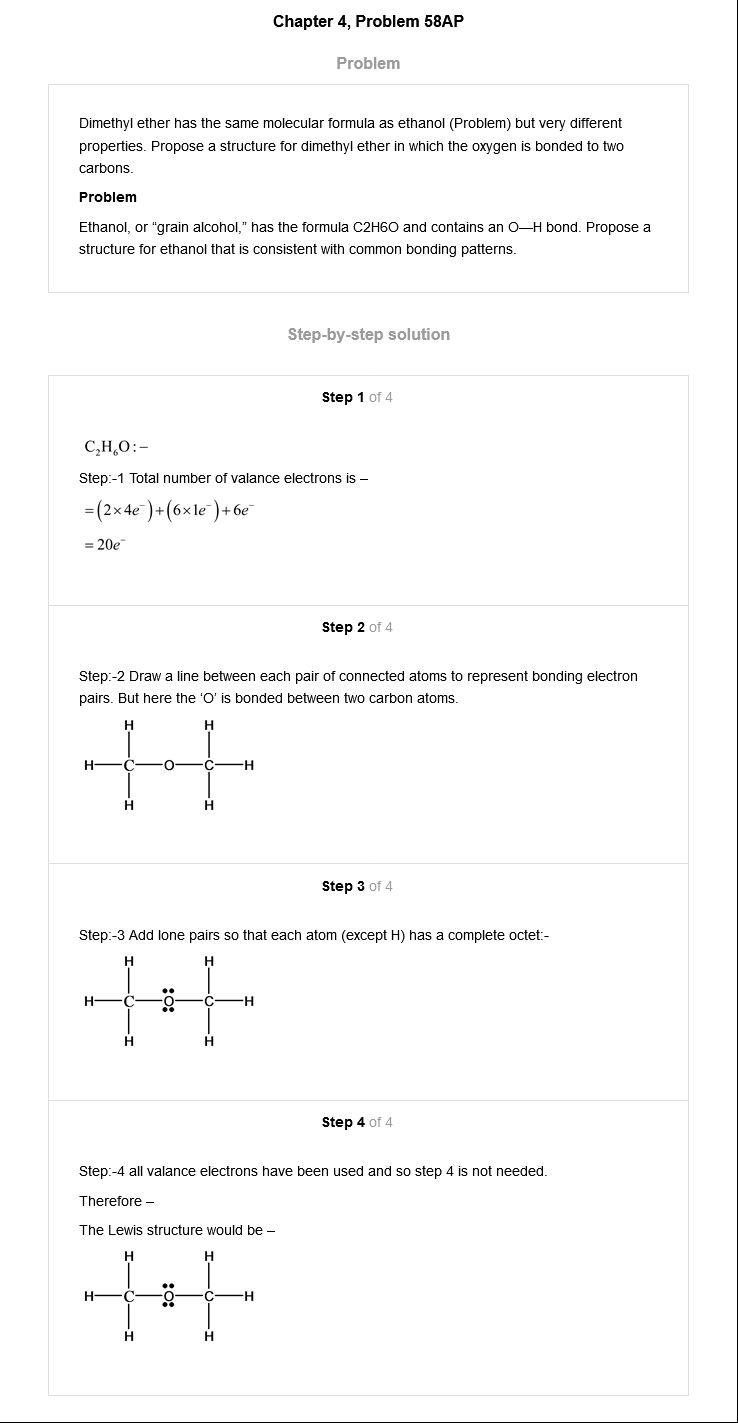 Chapter 4, Problem 58AP
Problem
Dimethyl ether has the same molecular formula as ethanol (Problem) but very different
properties. Propose a structure for dimethyl ether in which the oxygen is bonded to two
carbons.
Problem
Ethanol, or “grain alcohol,” has the formula C2H6O and contains an O—H bond. Propose a
structure for ethanol that is consistent with common bonding patterns.
Step-by-step solution
Step 1 of 4
C₂H₆O:–
Step:-1 Total number of valance electrons is –
=(2×4e⁻)+(6×1e⁻)+6e⁻
=20e⁻
Step 2 of 4
Step:-2 Draw a line between each pair of connected atoms to represent bonding electron
pairs. But here the ‘O’ is bonded between two carbon atoms.
H H
H C O C H
H H
Step 3 of 4
Step:-3 Add lone pairs so that each atom (except H) has a complete octet:-
H H
H C O C H
H H
Step 4 of 4
Step:-4 all valance electrons have been used and so step 4 is not needed.
Therefore –
The Lewis structure would be –
H H
H C O C H
H H